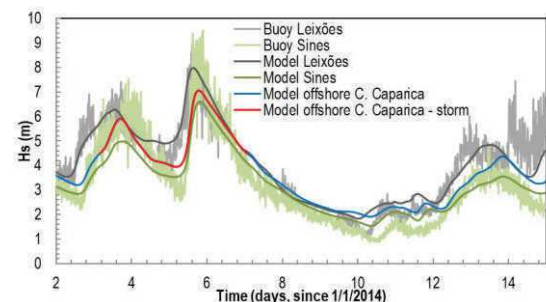 10
9
8
7
6
5
4
3
2
1
0
Hs (m)
Buoy Leixões
Buoy Sines
Model Leixões
Model Sines
Model offshore C. Caparica
Model offshore C. Caparica - storm
2 4 6 8 10 12 14
Time (days, since 1/1/2014)